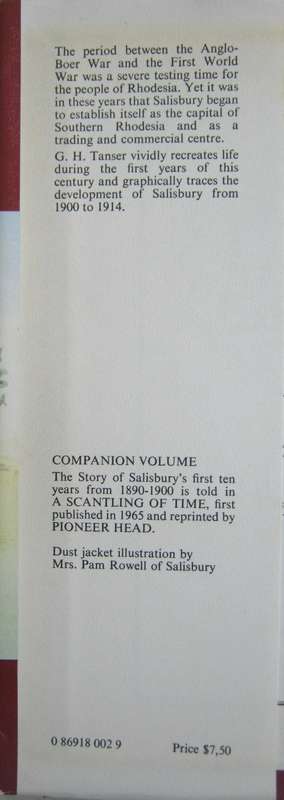 The period between the Anglo-
Boer War and the First World
War was a severe testing time for
the people of Rhodesia. Yet it was
in these years that Salisbury began
to establish itself as the capital of
Southern Rhodesia and as a
trading and commercial centre.
G. H. Tanser vividly recreates life
during the first years of this
century and graphically traces the
development of Salisbury from
1900 to 1914.
COMPANION VOLUME
The Story of Salisbury's first ten
years from 1890-1900 is told in
A SCANTLING OF TIME, first
published in 1965 and reprinted by
PIONEER HEAD.
Dust jacket illustration by
Mrs. Pam Rowell of Salisbury
0 86918 002 9
Price $7,50